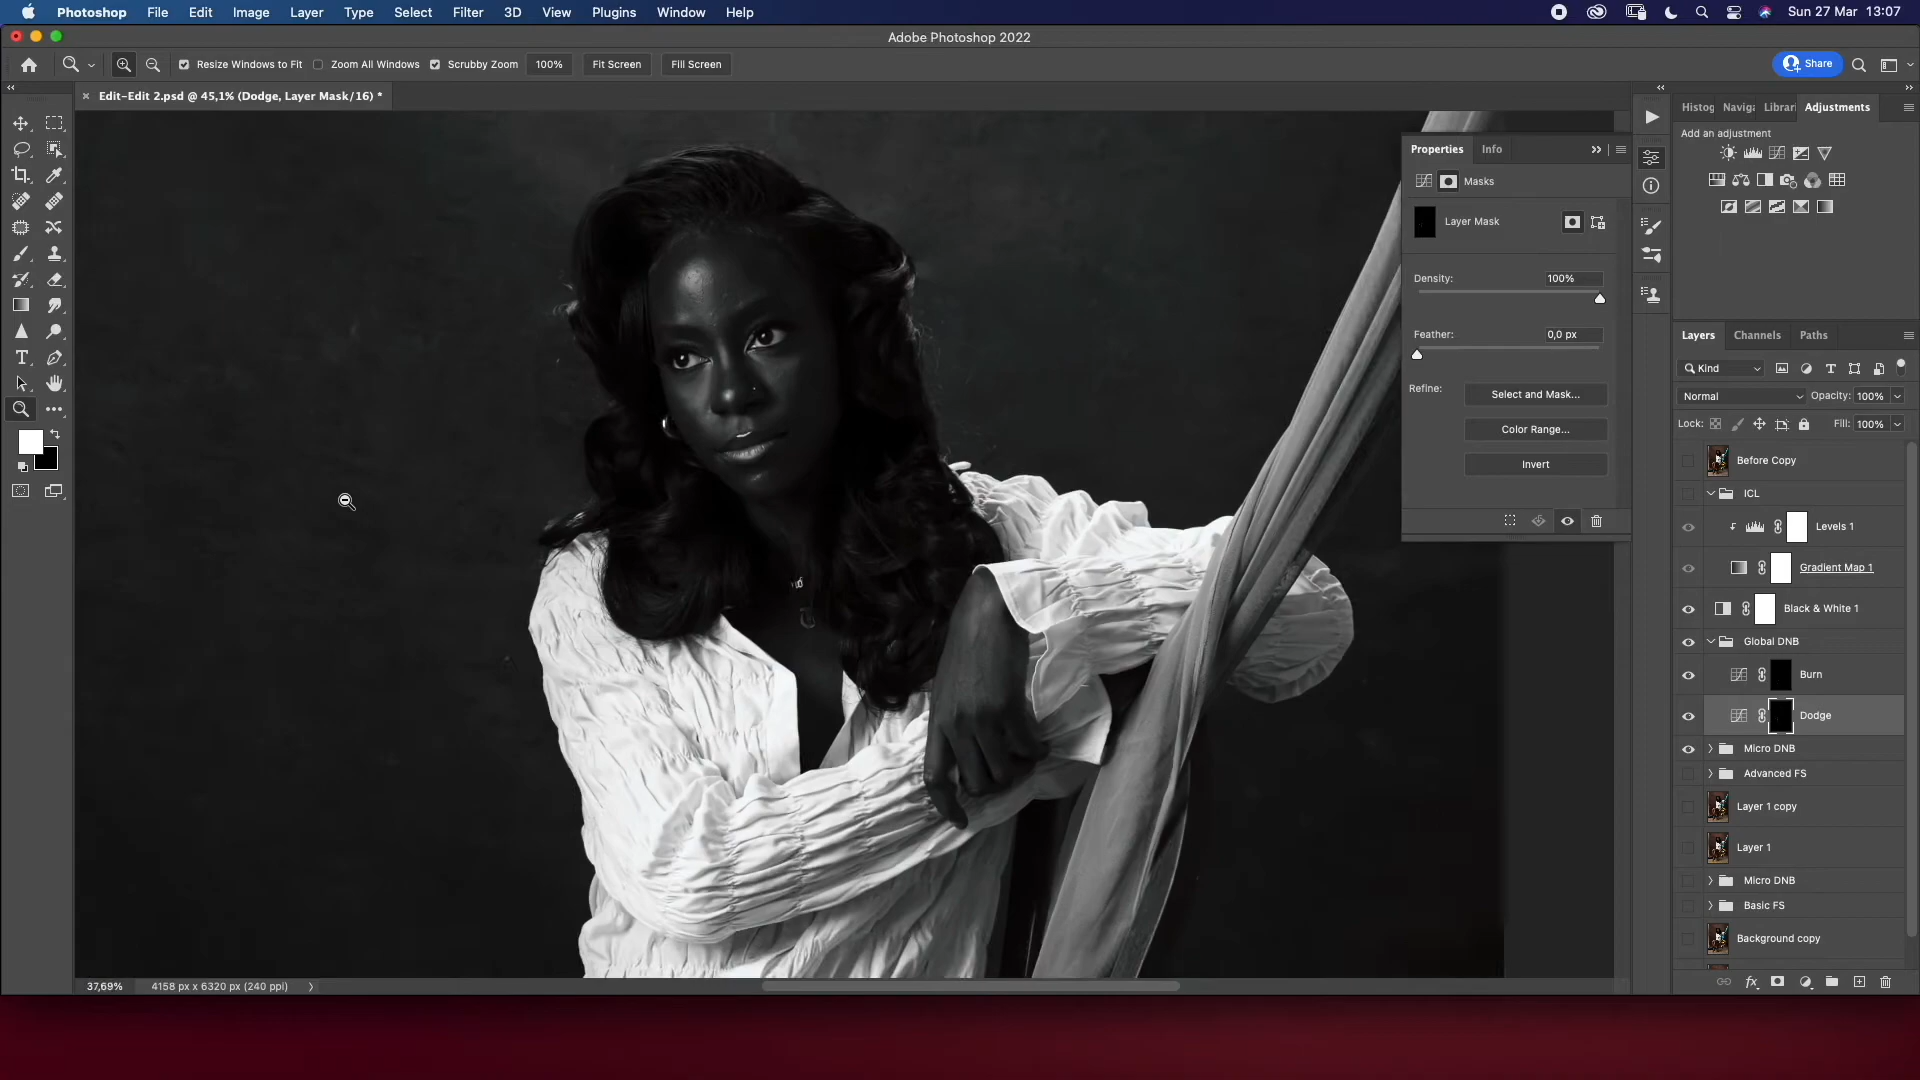 Photoshop File Edit Image Layer Type Select Filter 3D View Plugins Window Help Sun 27 Mar 13:07
Adobe Photoshop 2022
Resize Windows to Fit Zoom All Windows Scrubby Zoom 100% Fit Screen Fill Screen Share
Edit-Edit 2.psd @ 45,1% (Dodge, Layer Mask/16) *
Histog Naviga Librari Adjustments
Add an adjustment
Properties Info
Masks
Layer Mask
Density: 100%
Feather: 0,0 px
Refine: Select and Mask...
Color Range...
Invert
Layers Channels Paths
Kind
Normal Opacity: 100%
Lock: Fill: 100%
Before Copy
ICL
Levels 1
Gradient Map 1
Black & White 1
Global DNB
Burn
Dodge
Micro DNB
Advanced FS
Layer 1 copy
Layer 1
Micro DNB
Basic FS
Background copy
37,69% 4158 px x 6320 px (240 ppi)